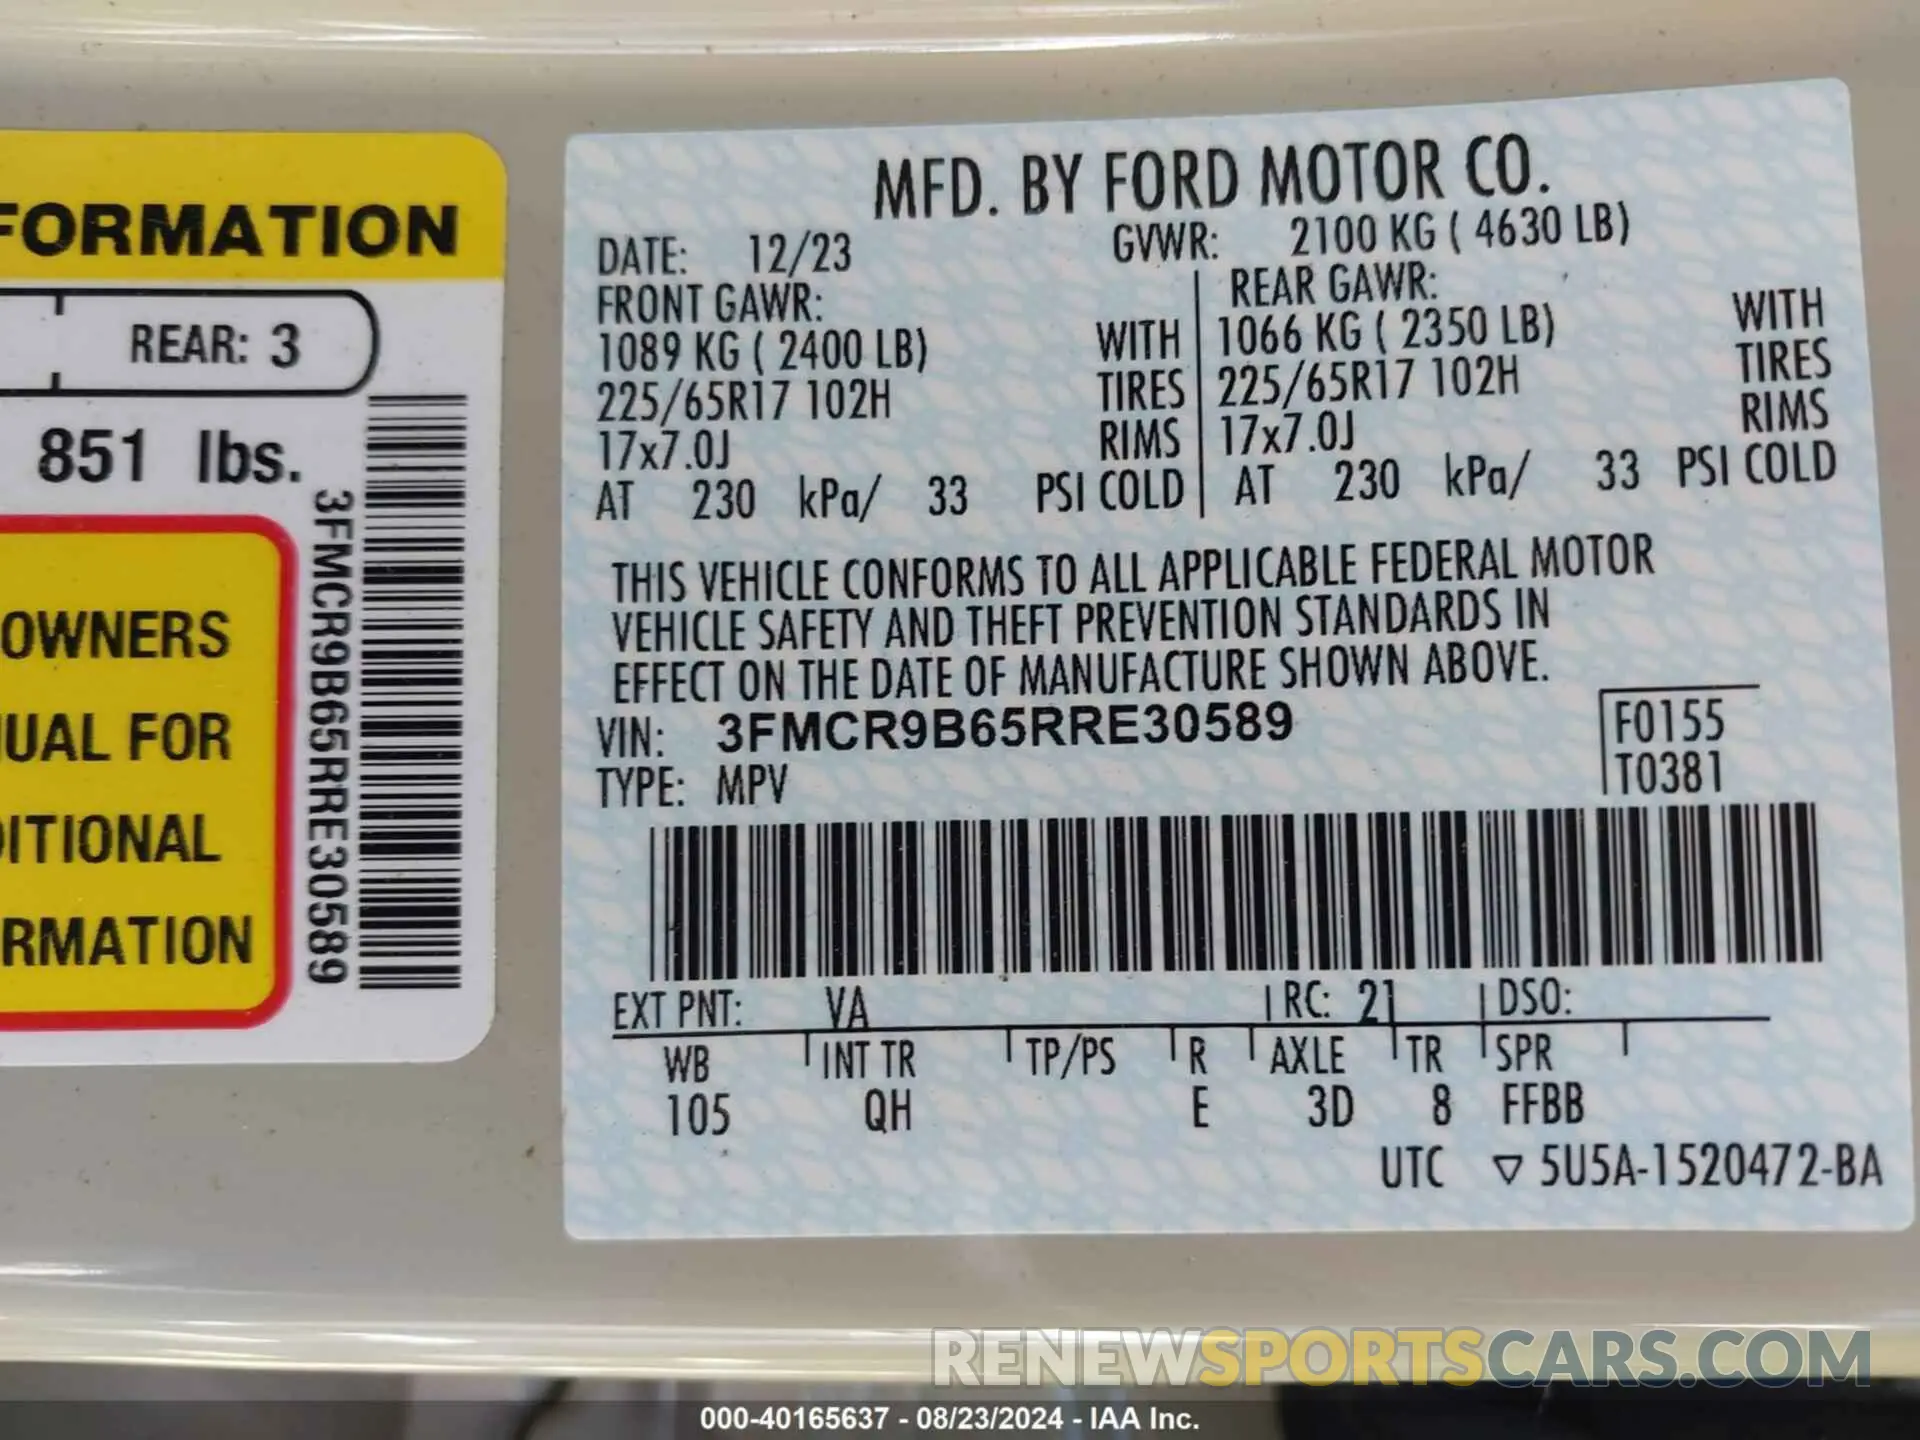 FORMATION
REAR: 3
851 lbs.
3FMCR9B65RRE30589
OWNERS
UAL FOR
DITIONAL
RMATION
MFD. BY FORD MOTOR CO.
DATE: 12/23 GVWR: 2100 KG ( 4630 LB)
FRONT GAWR: REAR GAWR:
1089 KG ( 2400 LB) WITH 1066 KG ( 2350 LB) WITH
225/65R17 102H TIRES 225/65R17 102H TIRES
17x7.0J RIMS 17x7.0J RIMS
AT 230 kPa/ 33 PSI COLD AT 230 kPa/ 33 PSI COLD
THIS VEHICLE CONFORMS TO ALL APPLICABLE FEDERAL MOTOR
VEHICLE SAFETY AND THEFT PREVENTION STANDARDS IN
EFFECT ON THE DATE OF MANUFACTURE SHOWN ABOVE.
VIN: 3FMCR9B65RRE30589 F0155
TYPE: MPV T0381
EXT PNT: VA RC: 21 DSO:
WB INT TR TP/PS R AXLE TR SPR
105 QH E 3D 8 FFBB
UTC ▽ 5U5A-1520472-BA
RENEWSPORTSCARS.COM
000-40165637 - 08/23/2024 - IAA Inc.